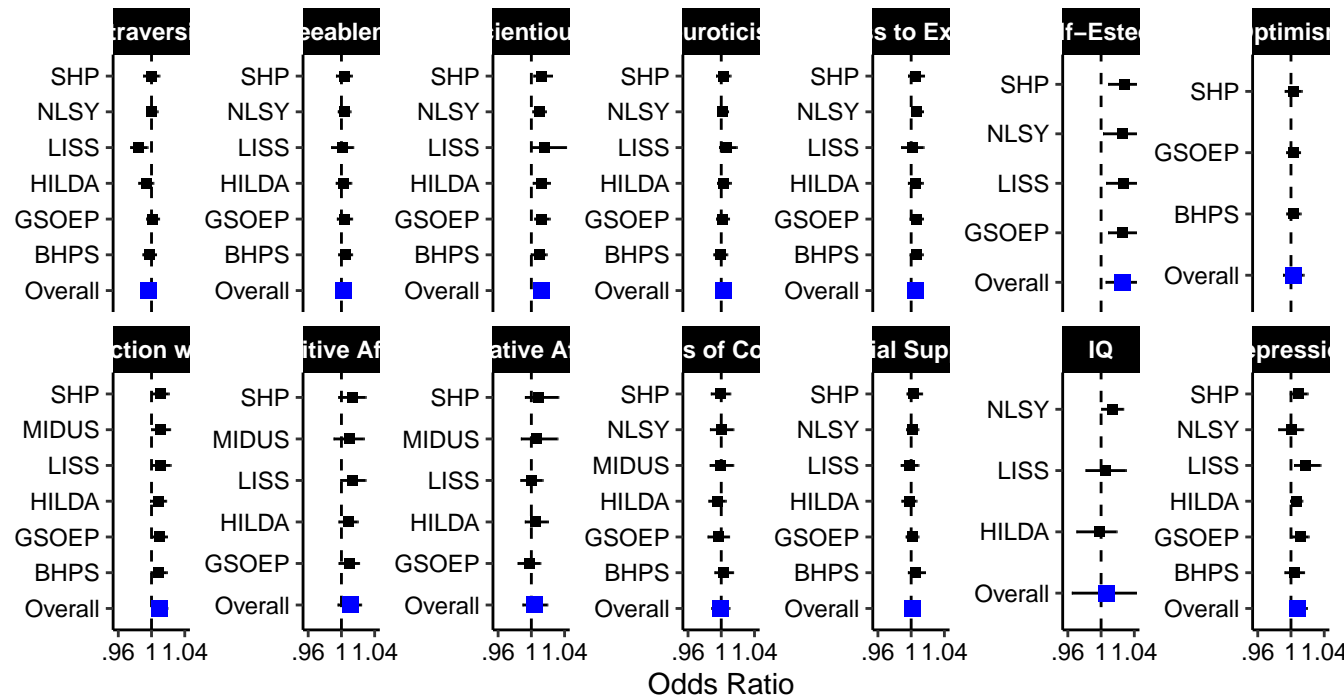 traversi
eeablen
cientiou
uroticis
ss to Ex
lf−Estee
ptimism
SHP
NLSY
LISS
HILDA
GSOEP
BHPS
Overall
SHP
NLSY
LISS
HILDA
GSOEP
BHPS
Overall
SHP
NLSY
LISS
HILDA
GSOEP
BHPS
Overall
SHP
NLSY
LISS
HILDA
GSOEP
BHPS
Overall
SHP
NLSY
LISS
HILDA
GSOEP
BHPS
Overall
SHP
NLSY
LISS
GSOEP
Overall
SHP
GSOEP
BHPS
Overall
ction w
itive Af
ative Af
s of Co
ial Sup
IQ
epressio
SHP
MIDUS
LISS
HILDA
GSOEP
BHPS
Overall
SHP
MIDUS
LISS
HILDA
GSOEP
Overall
SHP
MIDUS
LISS
HILDA
GSOEP
Overall
SHP
NLSY
MIDUS
HILDA
GSOEP
BHPS
Overall
SHP
NLSY
LISS
HILDA
GSOEP
BHPS
Overall
NLSY
LISS
HILDA
Overall
SHP
NLSY
LISS
HILDA
GSOEP
BHPS
Overall
.96 1 1.04
.96 1 1.04
.96 1 1.04
.96 1 1.04
.96 1 1.04
.96 1 1.04
.96 1 1.04
Odds Ratio